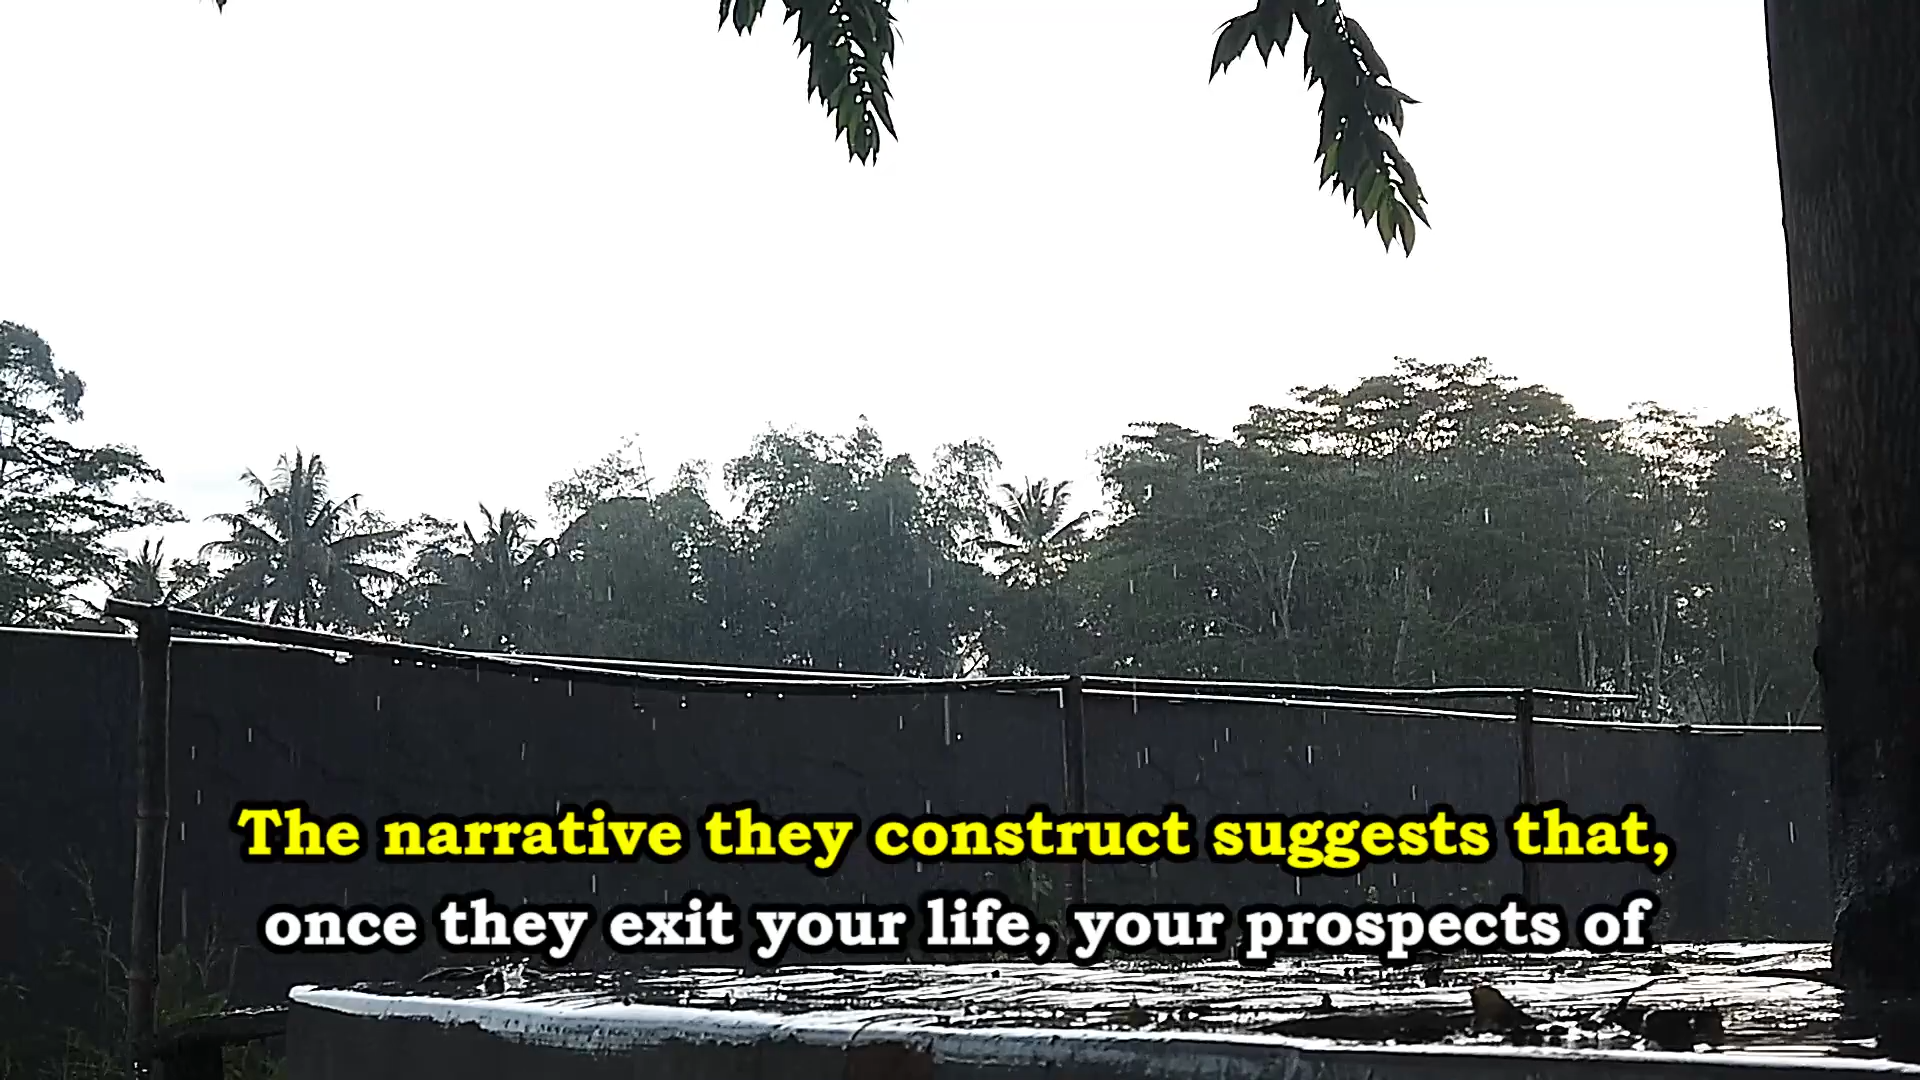 The narrative they construct suggests that,
once they exit your life, your prospects of